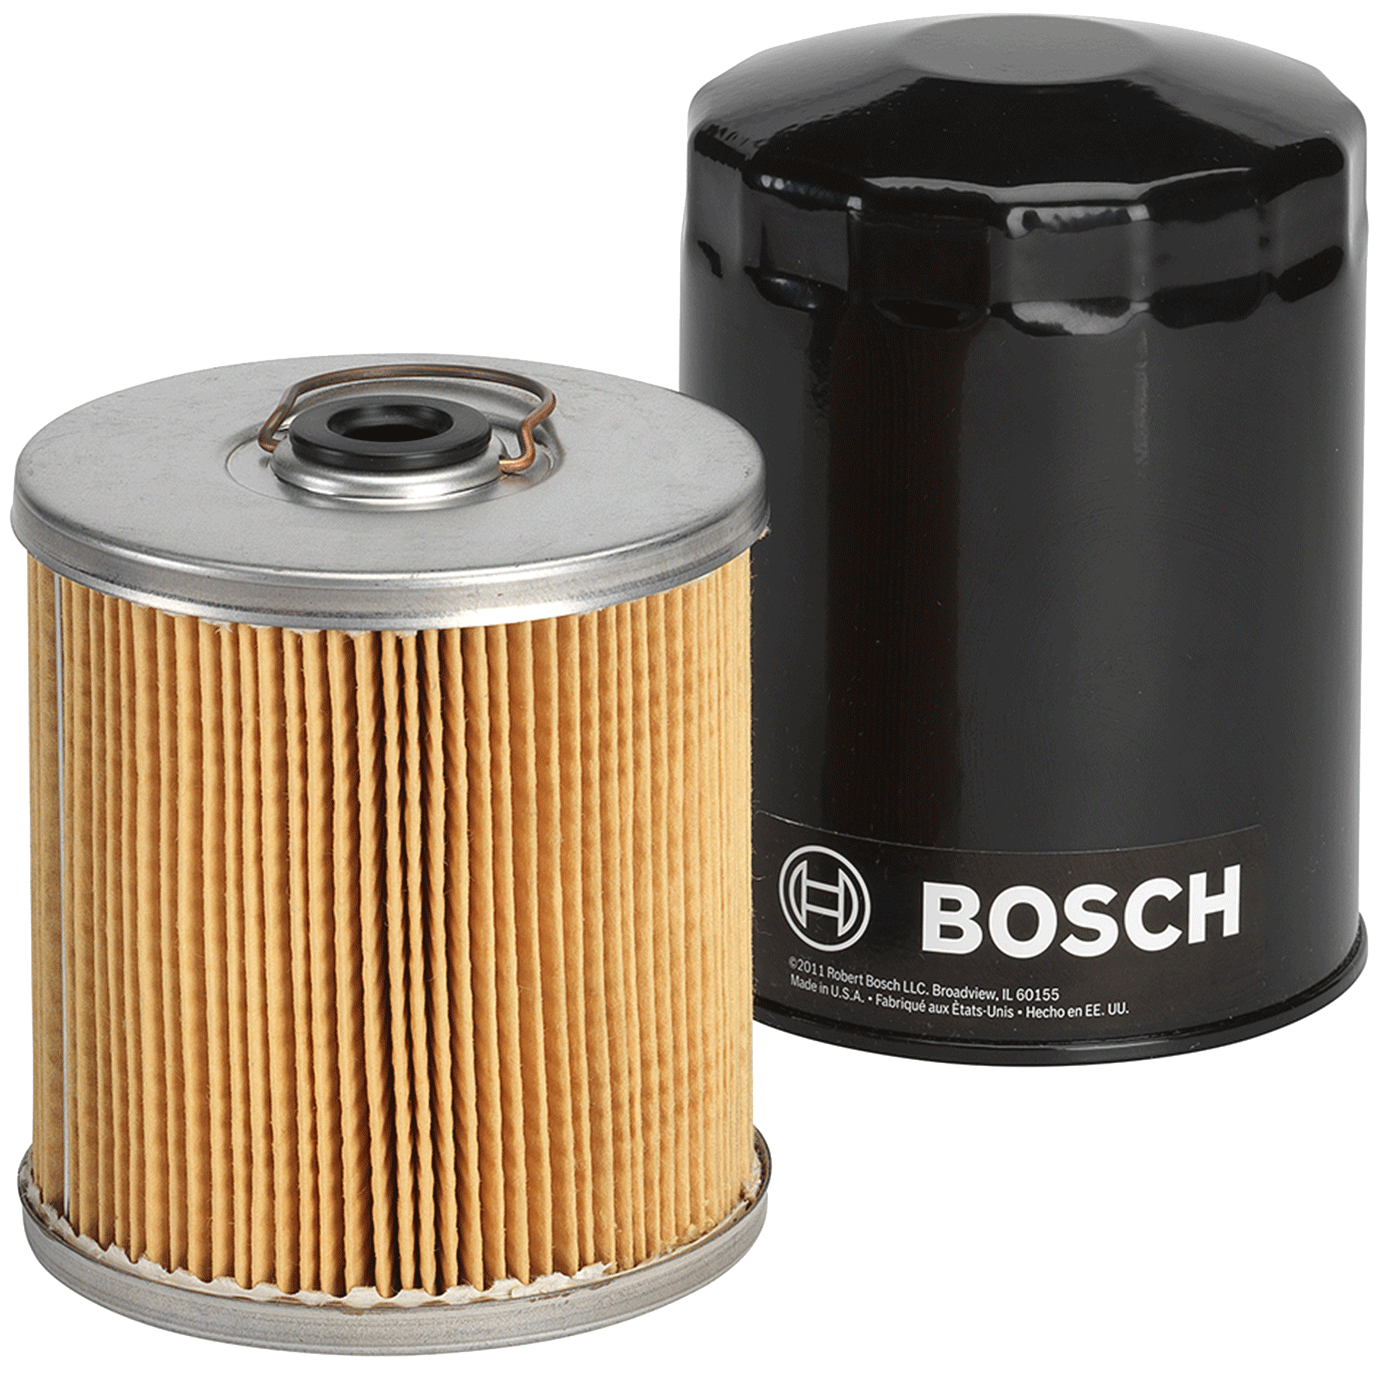 BOSCH
©2011 Robert Bosch LLC. Broadview, IL 60155
Made in U.S.A. • Fabriqué aux États-Unis • Hecho en EE. UU.